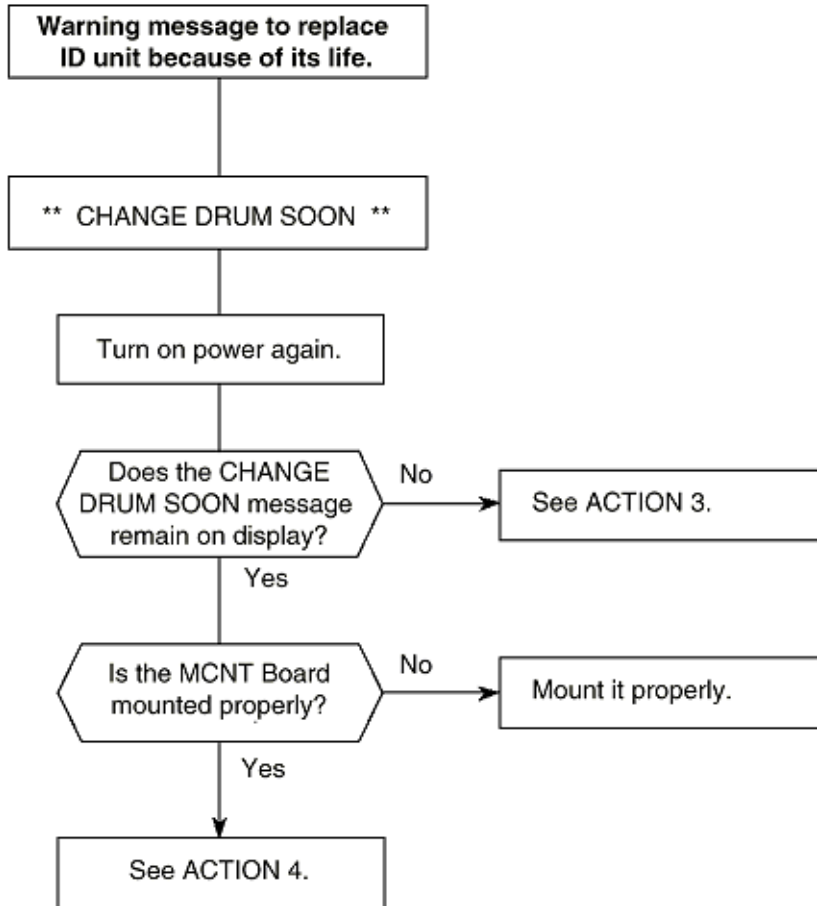 Warning message to replace
ID unit because of its life.
** CHANGE DRUM SOON **
Turn on power again.
Does the CHANGE
DRUM SOON message
remain on display?
No
See ACTION 3.
Yes
Is the MCNT Board
mounted properly?
No
Mount it properly.
Yes
See ACTION 4.